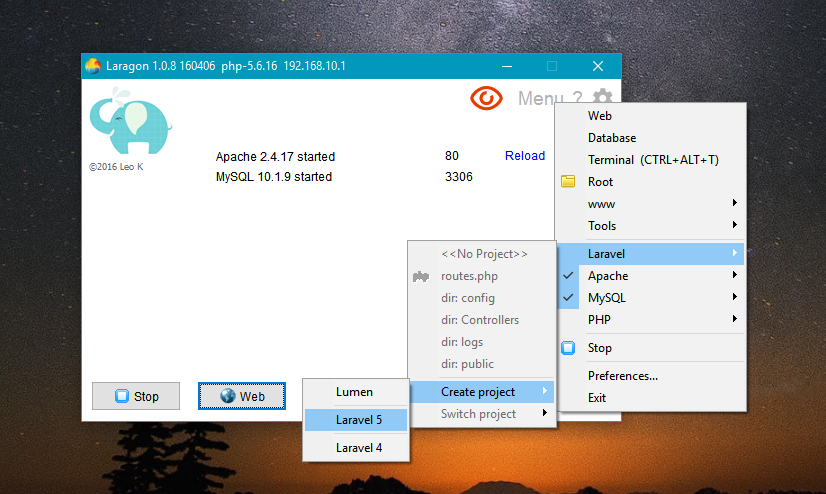 Laragon 1.0.8 160406 php-5.6.16 192.168.10.1
Menu ?
©2016 Leo K
Apache 2.4.17 started 80 Reload
MySQL 10.1.9 started 3306
Stop
Web
Web
Database
Terminal (CTRL+ALT+T)
Root
www
Tools
Laravel
Apache
MySQL
PHP
Stop
Preferences...
Exit
<<No Project>>
routes.php
dir: config
dir: Controllers
dir: logs
dir: public
Create project
Switch project
Lumen
Laravel 5
Laravel 4